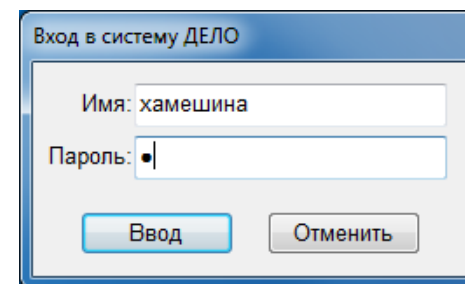 Вход в систему ДЕЛО
Имя: хамешина
Пароль: ●
Ввод Отменить